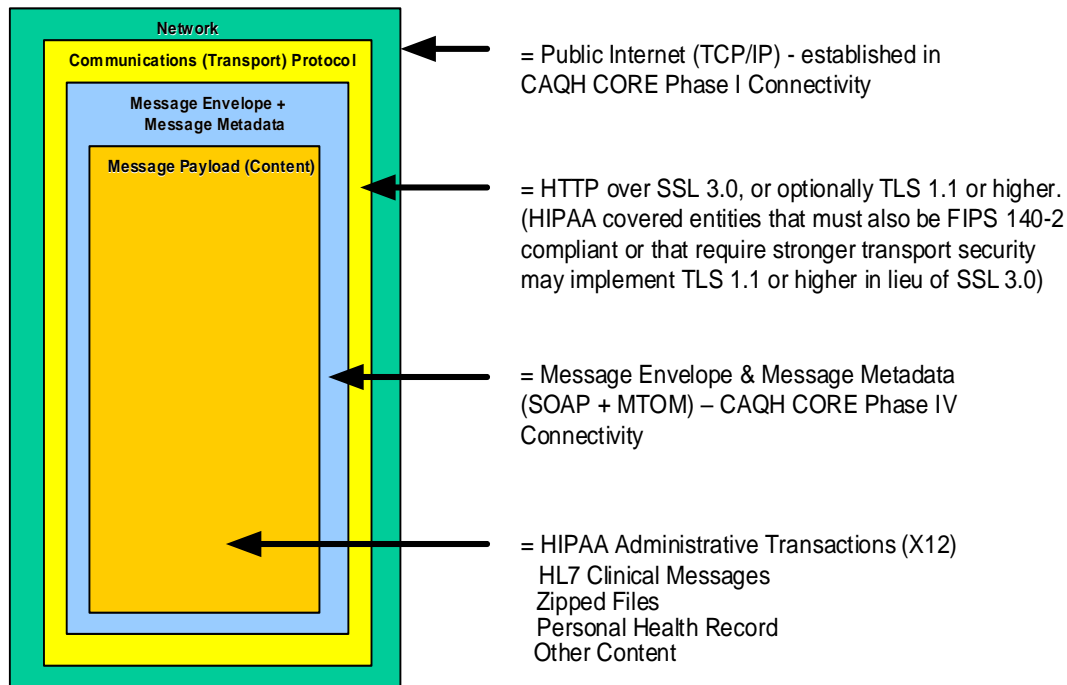 Network
Communications (Transport) Protocol
Message Envelope +
Message Metadata
Message Payload (Content)
= Public Internet (TCP/IP) - established in
CAQH CORE Phase I Connectivity
= HTTP over SSL 3.0, or optionally TLS 1.1 or higher.
(HIPAA covered entities that must also be FIPS 140-2
compliant or that require stronger transport security
may implement TLS 1.1 or higher in lieu of SSL 3.0)
= Message Envelope & Message Metadata
(SOAP + MTOM) – CAQH CORE Phase IV
Connectivity
= HIPAA Administrative Transactions (X12)
HL7 Clinical Messages
Zipped Files
Personal Health Record
Other Content